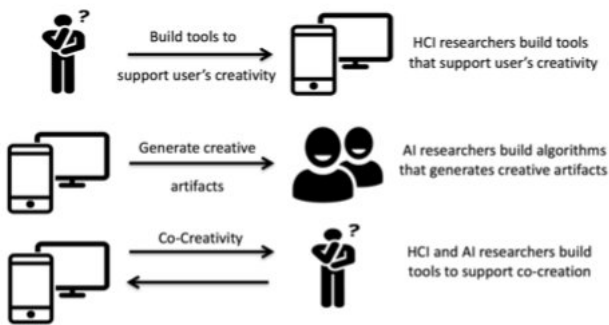 ?
Build tools to
support user's creativity
HCI researchers build tools
that support user's creativity
Generate creative
artifacts
AI researchers build algorithms
that generates creative artifacts
Co-Creativity
?
HCI and AI researchers build
tools to support co-creation